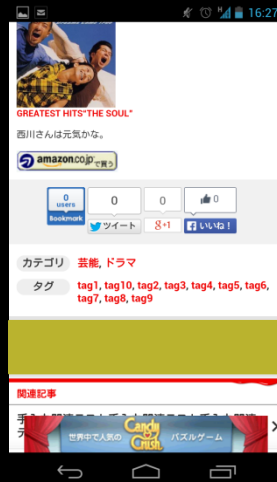 16:27
GREATEST HITS"THE SOUL"
西川さんは元気かな。
amazon.co.jp で買う
0 users
Bookmark
0
ツイート
0
8+1
0
いいね！
カテゴリ 芸能, ドラマ
タグ tag1, tag10, tag2, tag3, tag4, tag5, tag6,
tag7, tag8, tag9
関連記事
世界中で人気の Candy Crush パズルゲーム